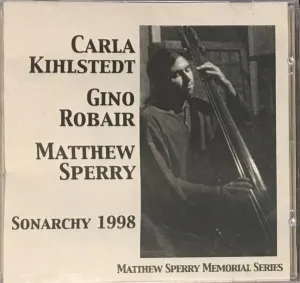 CARLA
KIHLSTEDT
GINO
ROBAIR
MATTHEW
SPERRY
SONARCHY 1998
MATTHEW SPERRY MEMORIAL SERIES